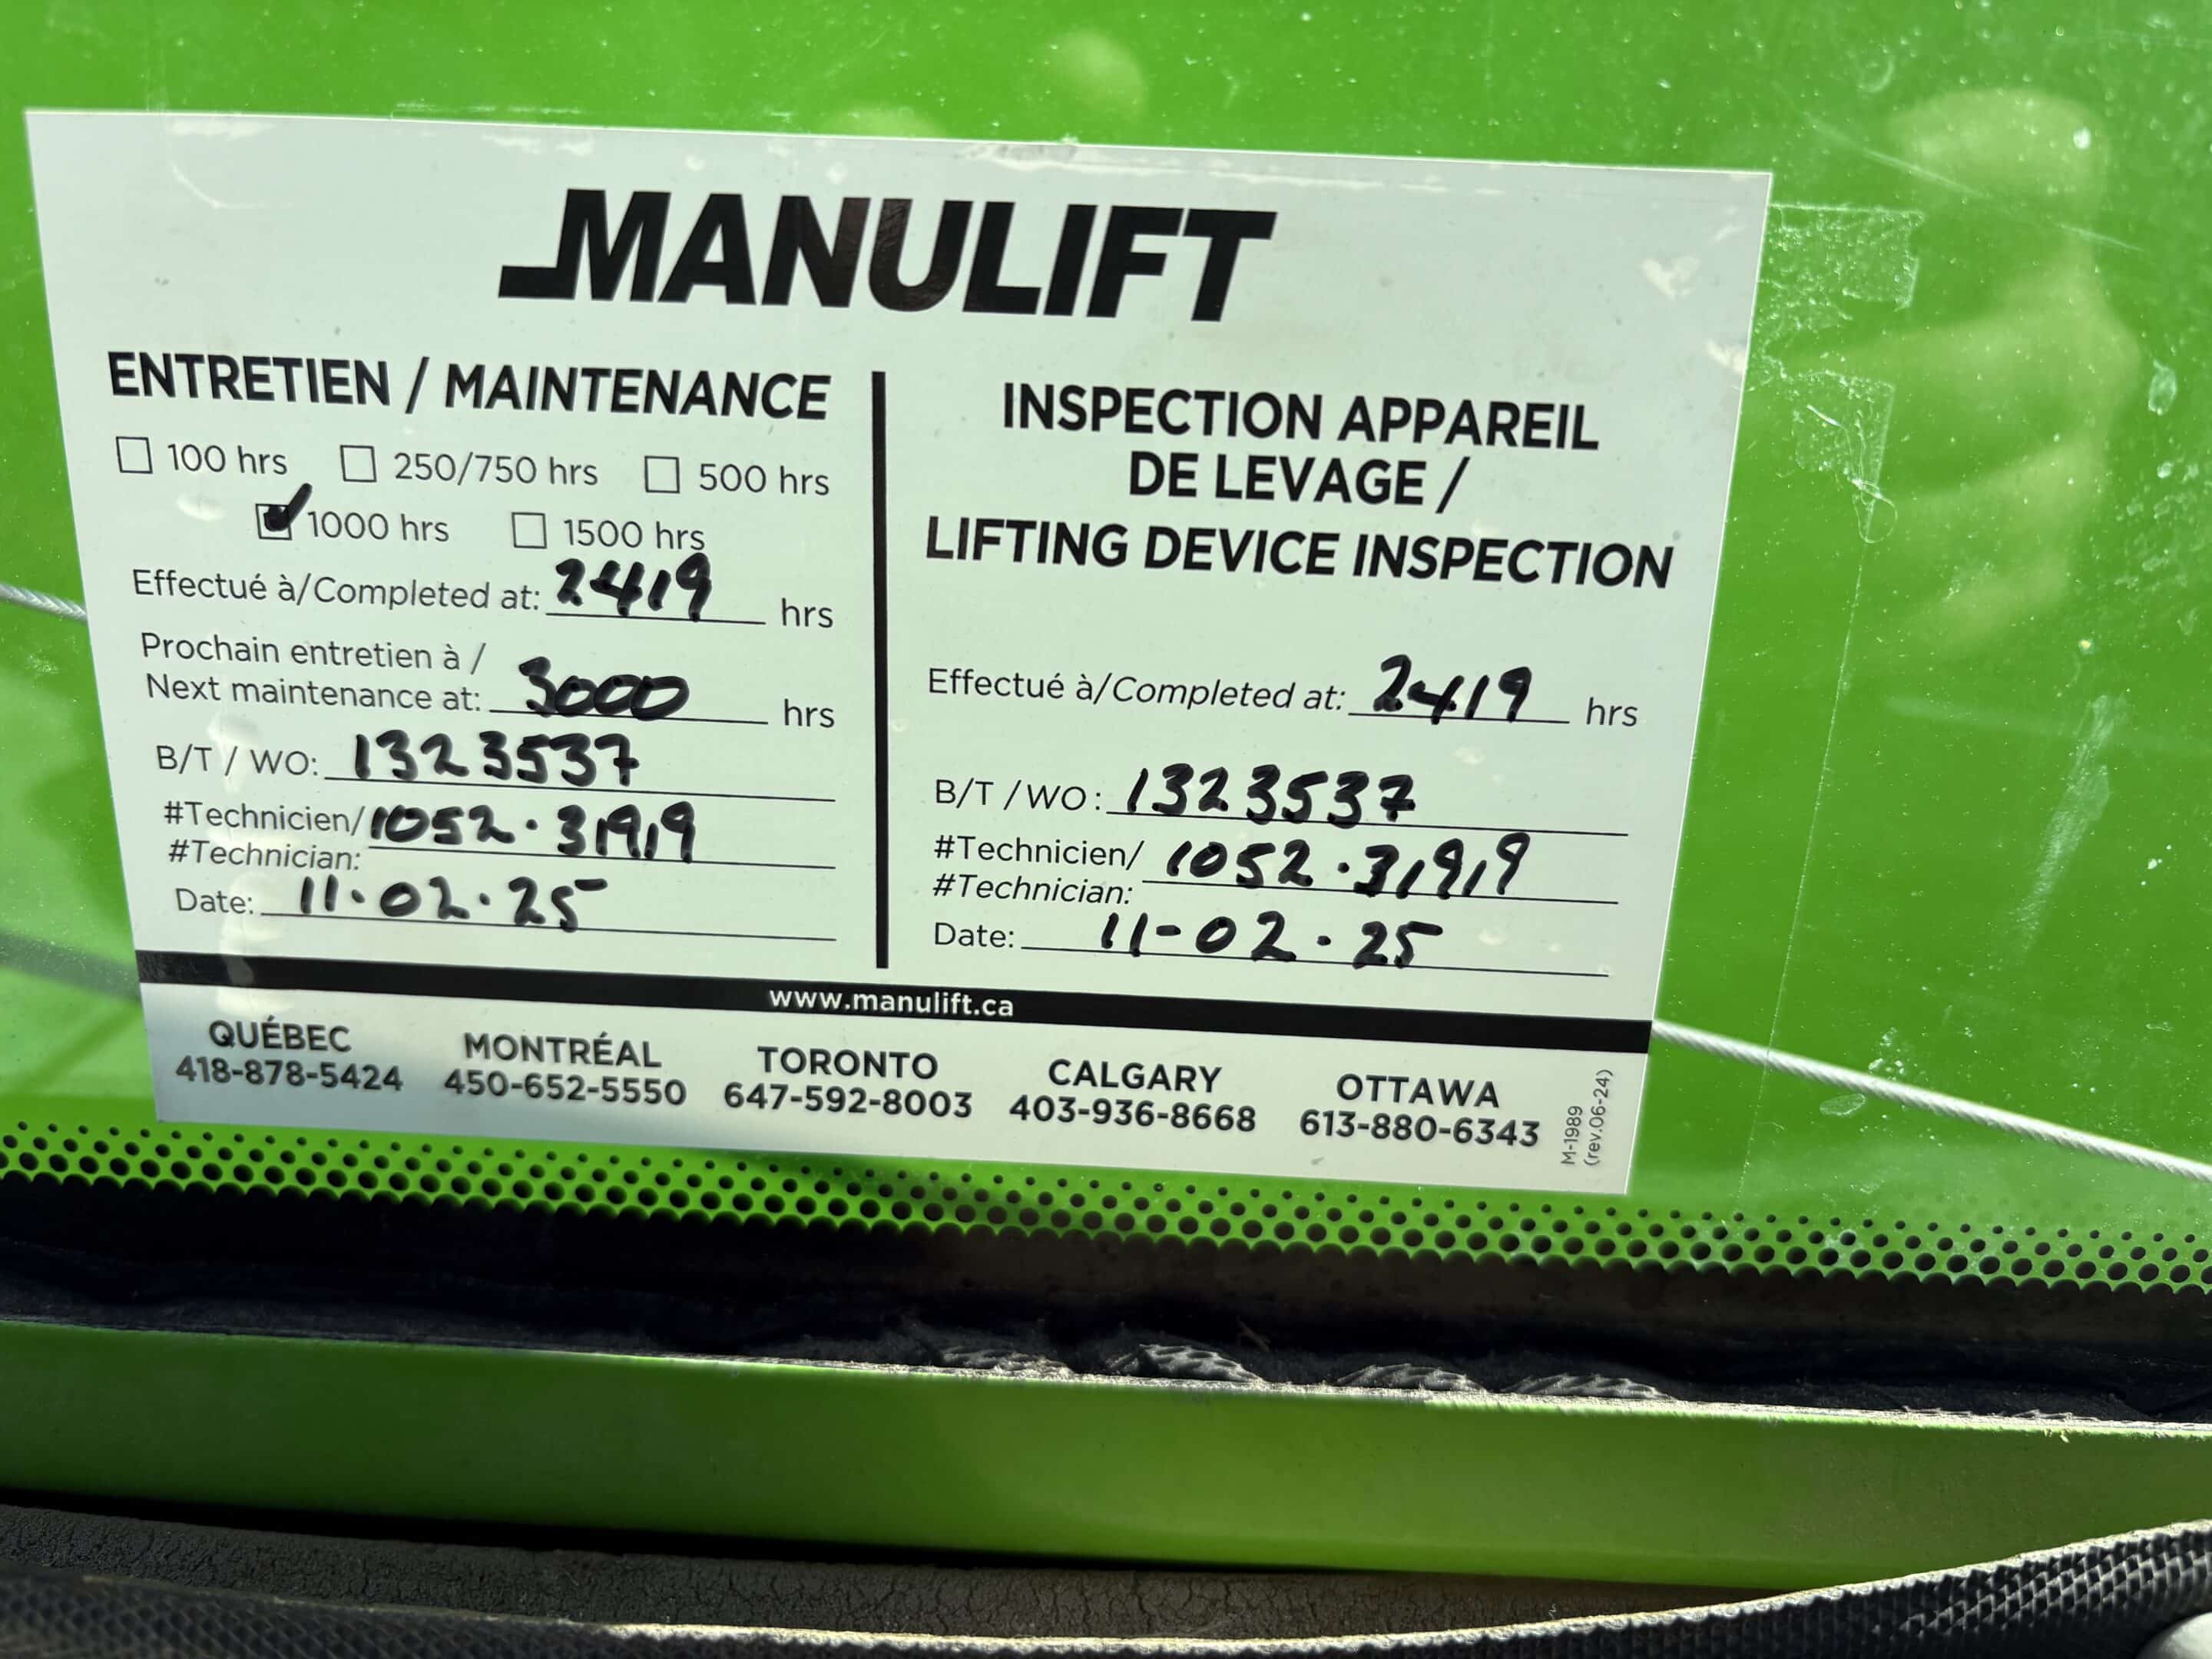 MANULIFT
ENTRETIEN / MAINTENANCE
100 hrs 250/750 hrs 500 hrs
1000 hrs 1500 hrs
Effectué à/Completed at: 2419 hrs
Prochain entretien à /
Next maintenance at: 3000 hrs
B/T / WO: 1323537
#Technicien/ 1052.31919
#Technician:
Date: 11.02.25
INSPECTION APPAREIL
DE LEVAGE /
LIFTING DEVICE INSPECTION
Effectué à/Completed at: 2419 hrs
B/T / WO: 1323537
#Technicien/ 1052.31919
#Technician:
Date: 11-02.25
www.manulift.ca
QUÉBEC
418-878-5424
MONTRÉAL
450-652-5550
TORONTO
647-592-8003
CALGARY
403-936-8668
OTTAWA
613-880-6343
M-1989
(rev.06-24)